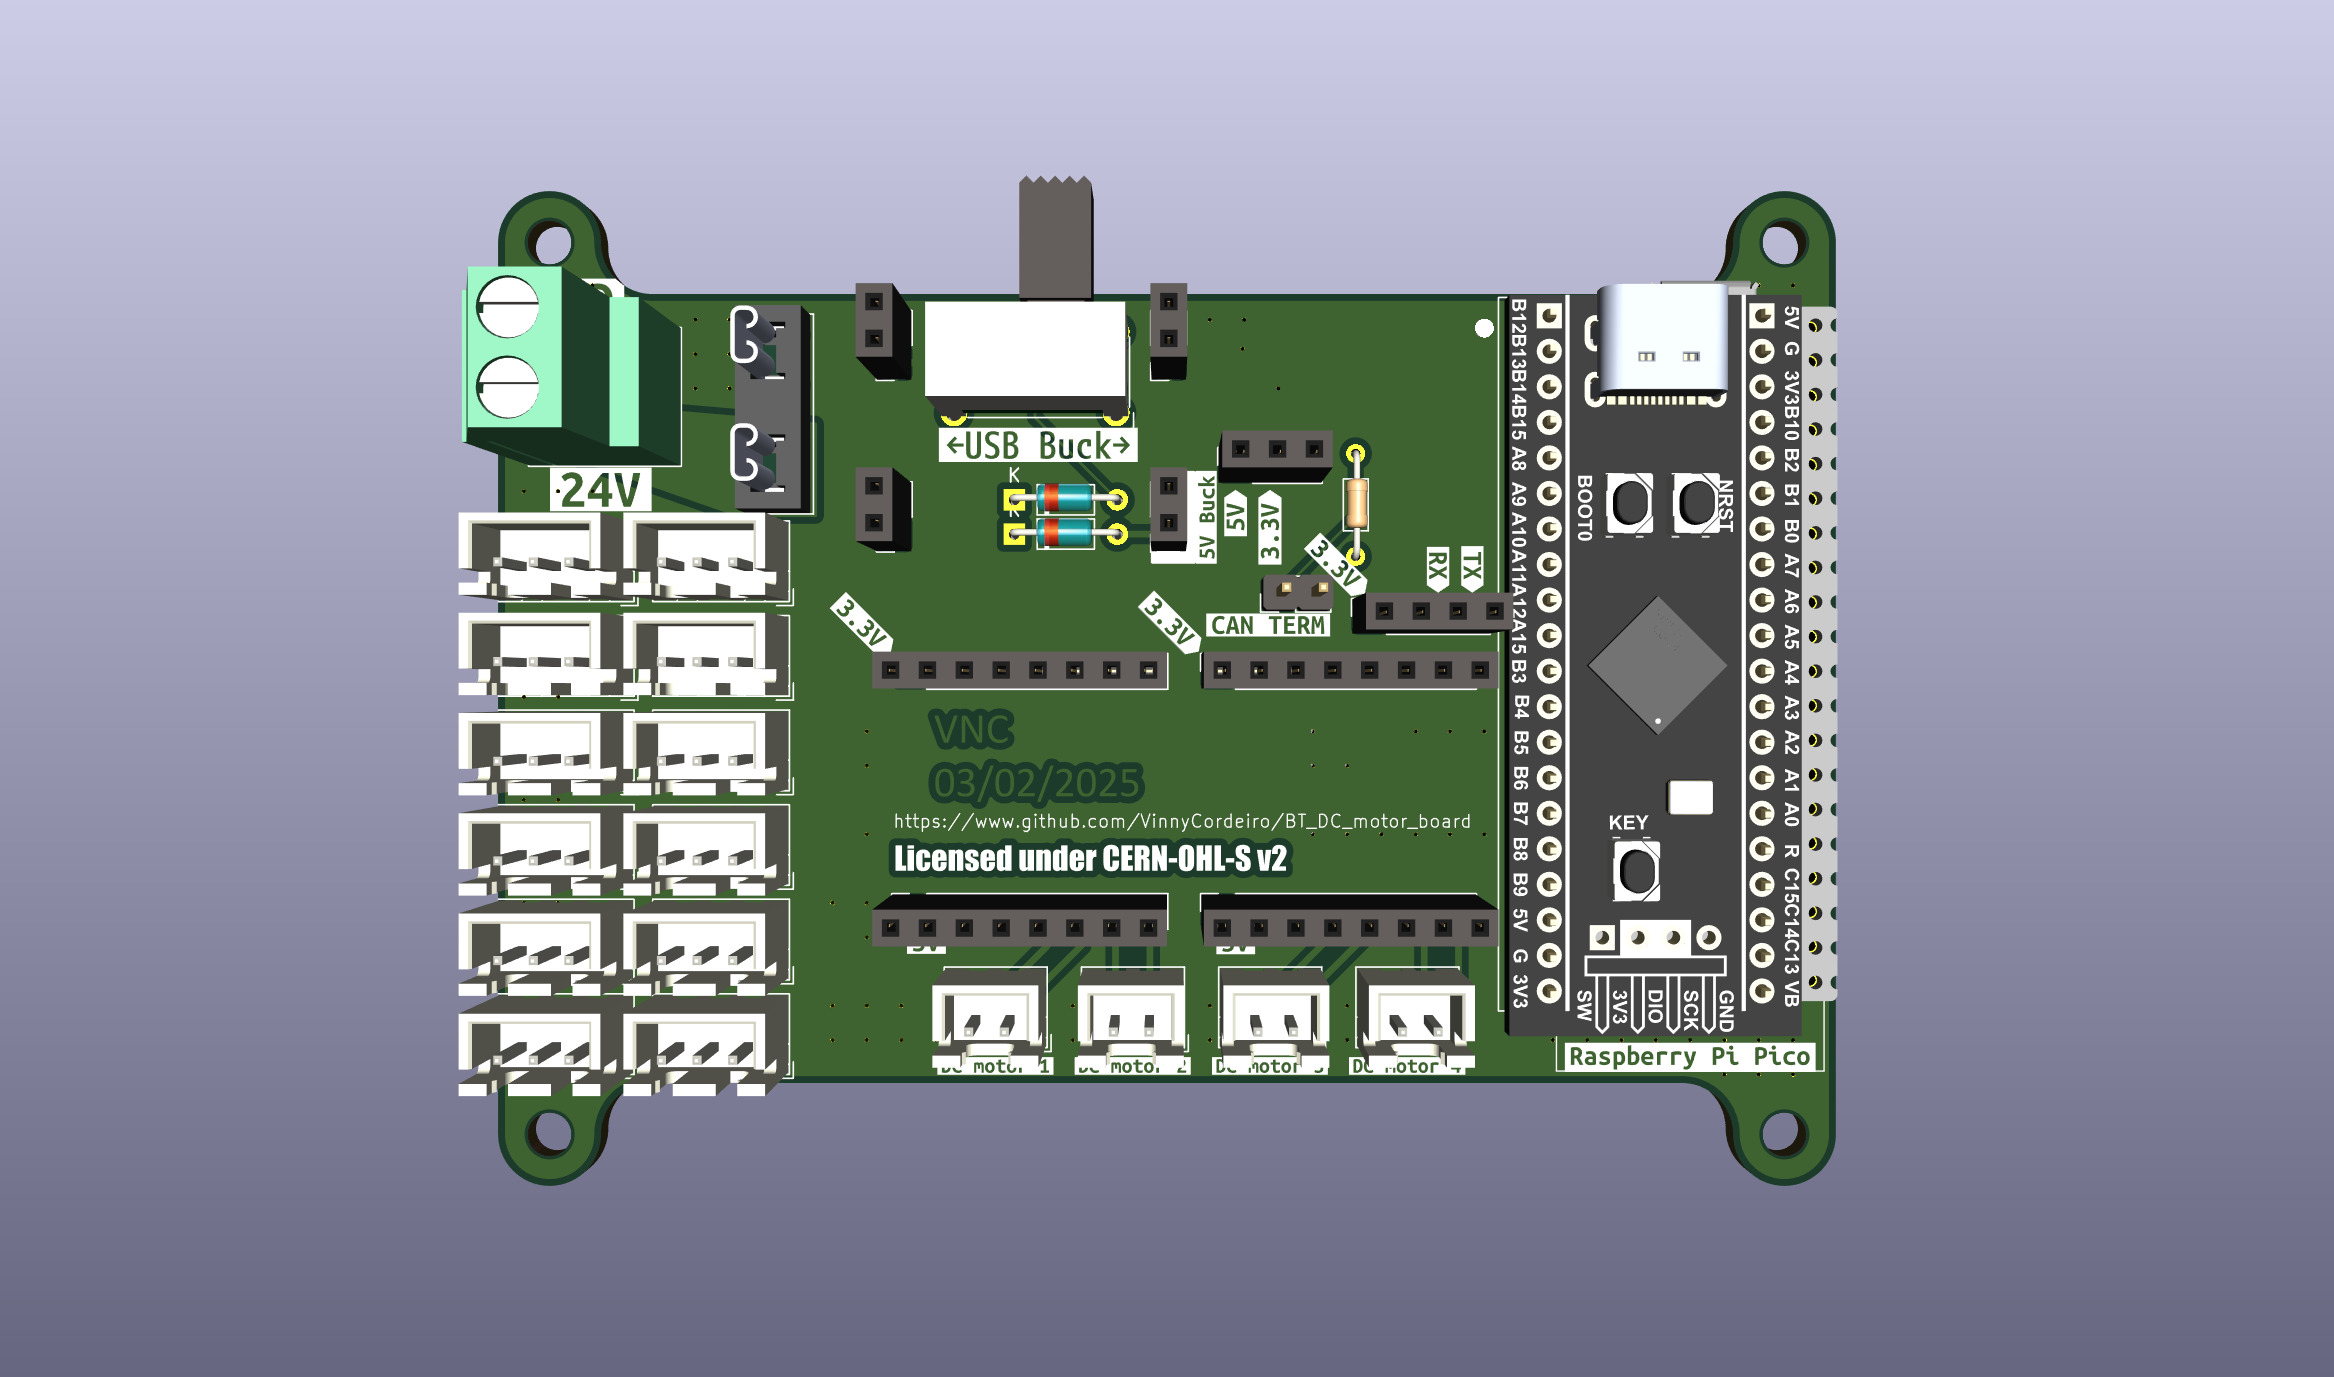 24V
←USB Buck→
K
5V Buck
5V
3.3V
3.3V
RX
TX
CAN TERM
3.3V
3.3V
VNC
03/02/2025
https://www.github.com/VinnyCordeiro/BT_DC_motor_board
Licensed under CERN-OHL-S v2
5V
5V
DC motor 1
DC motor 2
DC motor 3
DC motor 4
B12
B13
B14
B15
A8
A9
A10
A11
A12
A15
B3
B4
B5
B6
B7
B8
B9
5V
G
3V3
BOOT0
NRST
KEY
SW
3V3
DIO
SCK
GND
5V
G
3V3
B10
B2
B1
B0
A7
A6
A5
A4
A3
A2
A1
A0
R
C15
C14
C13
VB
Raspberry Pi Pico